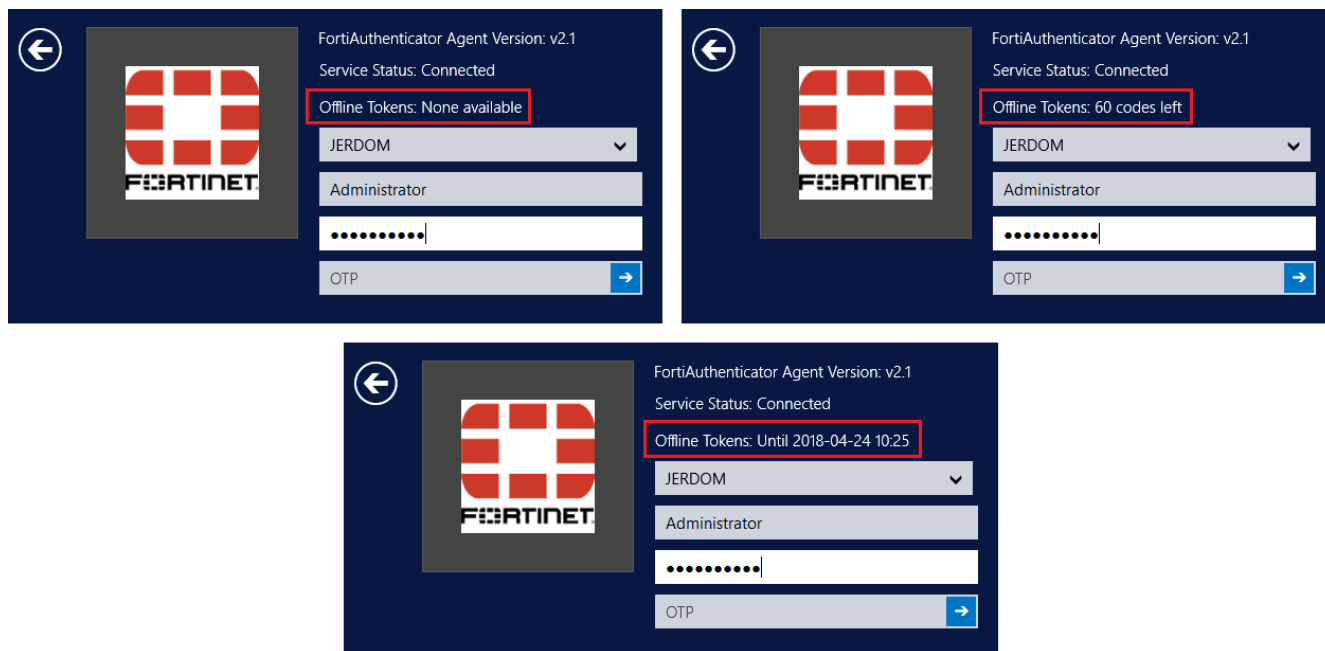 FortiAuthenticator Agent Version: v2.1
Service Status: Connected
Offline Tokens: None available
JERDOM
Administrator
OTP
FORTINET
FortiAuthenticator Agent Version: v2.1
Service Status: Connected
Offline Tokens: 60 codes left
JERDOM
Administrator
OTP
FORTINET
FortiAuthenticator Agent Version: v2.1
Service Status: Connected
Offline Tokens: Until 2018-04-24 10:25
JERDOM
Administrator
OTP
FORTINET